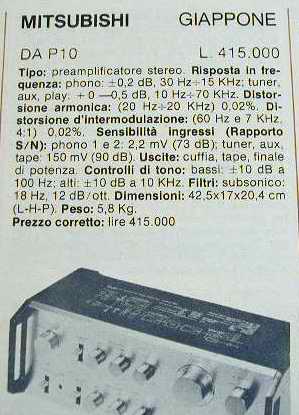 MITSUBISHI GIAPPONE
DA P10 L. 415.000
Tipo: preamplificatore stereo. Risposta in fre-
quenza: phono: ±0,2 dB, 30 Hz÷15 KHz; tuner,
aux, play: + 0 —0,5 dB, 10 Hz÷70 KHz. Distor-
sione armonica: (20 Hz÷20 KHz) 0,02%. Di-
storsione d'intermodulazione: (60 Hz e 7 KHz,
4:1) 0,02%. Sensibilità ingressi (Rapporto
S/N): phono 1 e 2: 2,2 mV (73 dB); tuner, aux,
tape: 150 mV (90 dB). Uscite: cuffia, tape, finale
di potenza. Controlli di tono: bassi: ±10 dB a
100 Hz; alti: ±10 dB a 10 KHz. Filtri: subsonico:
18 Hz, 12 dB/ott. Dimensioni: 42,5x17x20,4 cm
(L-H-P). Peso: 5,8 Kg.
Prezzo corretto: lire 415.000